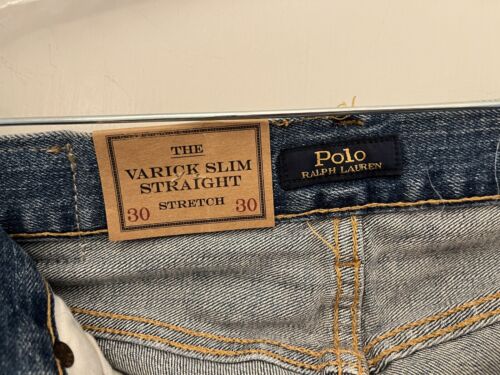 THE
VARICK SLIM
STRAIGHT
STRETCH
30 30
Polo
RALPH LAUREN